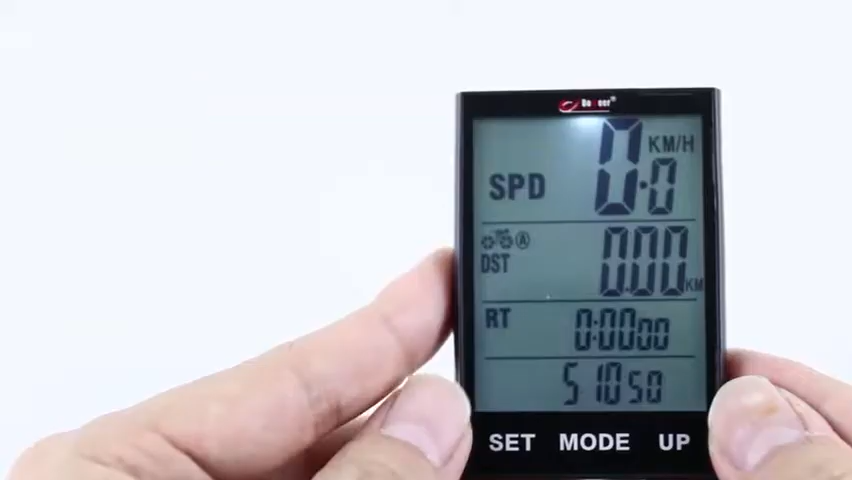 KM/H
SPD 0.0
A
DST 0.00 KM
RT 0:00 00
5 10 50
SET MODE UP